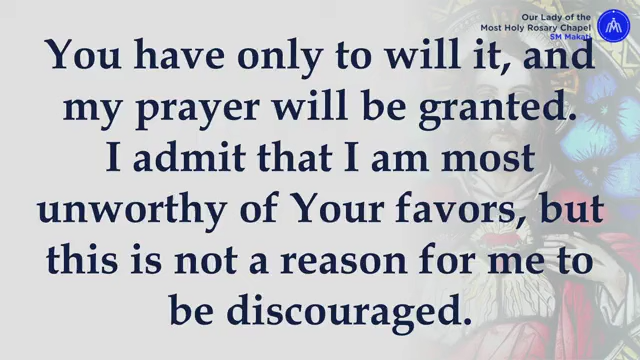 Our Lady of the
Most Holy Rosary Chapel
SM Makati
You have only to will it, and
my prayer will be granted.
I admit that I am most
unworthy of Your favors, but
this is not a reason for me to
be discouraged.